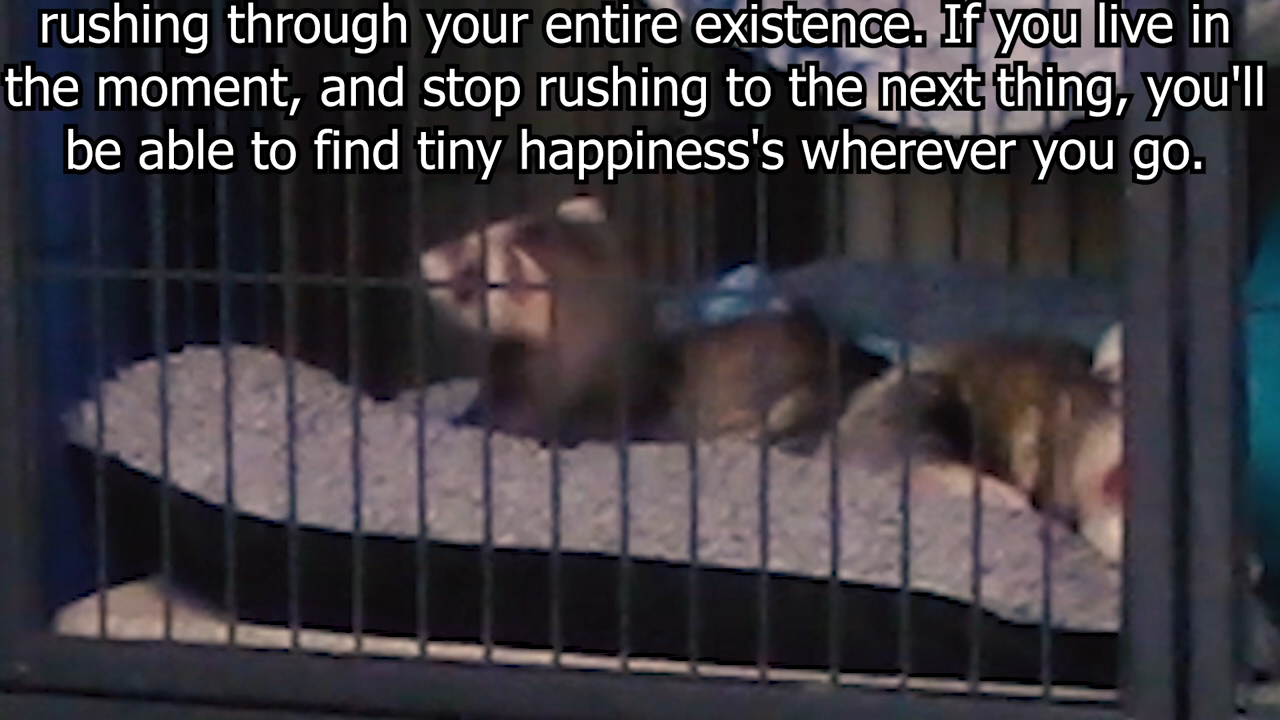 rushing through your entire existence. If you live in
the moment, and stop rushing to the next thing, you'll
be able to find tiny happiness's wherever you go.